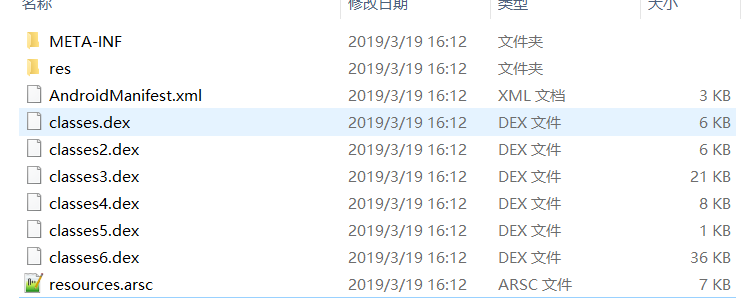 名称 修改日期 类型 大小
META-INF 2019/3/19 16:12 文件夹
res 2019/3/19 16:12 文件夹
AndroidManifest.xml 2019/3/19 16:12 XML 文档 3 KB
classes.dex 2019/3/19 16:12 DEX 文件 6 KB
classes2.dex 2019/3/19 16:12 DEX 文件 6 KB
classes3.dex 2019/3/19 16:12 DEX 文件 21 KB
classes4.dex 2019/3/19 16:12 DEX 文件 8 KB
classes5.dex 2019/3/19 16:12 DEX 文件 1 KB
classes6.dex 2019/3/19 16:12 DEX 文件 36 KB
resources.arsc 2019/3/19 16:12 ARSC 文件 7 KB